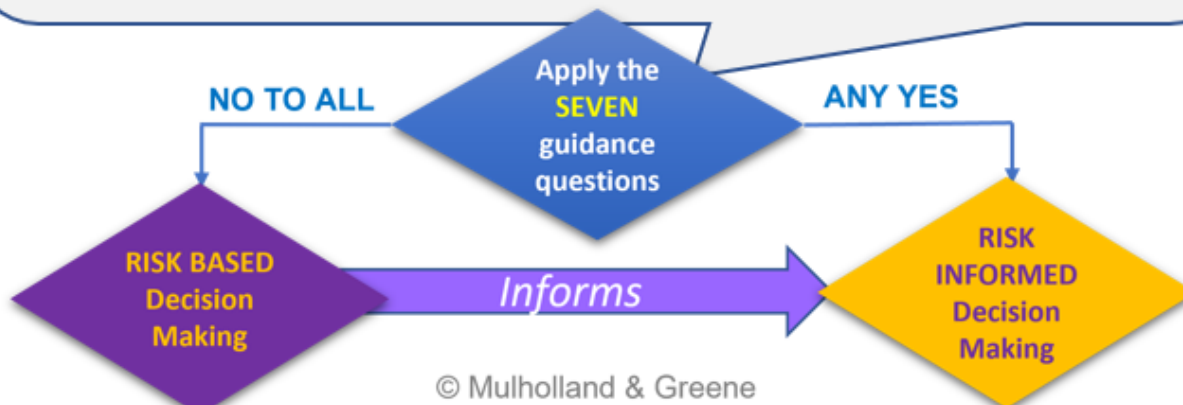 Apply the
SEVEN
guidance
questions
NO TO ALL
ANY YES
RISK BASED
Decision
Making
Informs
RISK
INFORMED
Decision
Making
© Mulholland & Greene